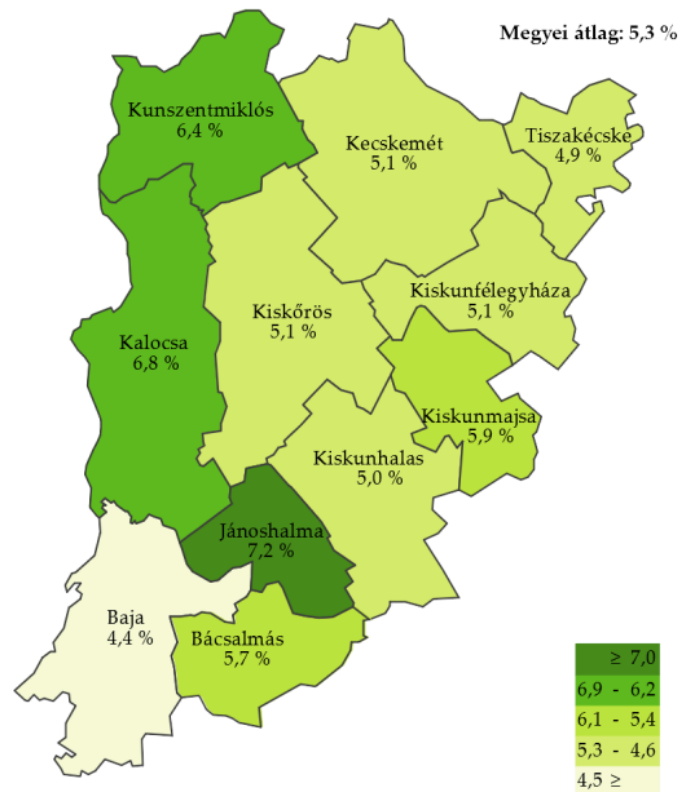 Megyei átlag: 5,3 %
Kunszentmiklós
6,4 %
Kecskemét
5,1 %
Tiszakécske
4,9 %
Kiskunfélegyháza
5,1 %
Kiskőrös
5,1 %
Kalocsa
6,8 %
Kiskunmajsa
5,9 %
Kiskunhalas
5,0 %
Jánoshalma
7,2 %
Baja
4,4 %
Bácsalmás
5,7 %
≥ 7,0
6,9 - 6,2
6,1 - 5,4
5,3 - 4,6
4,5 ≥